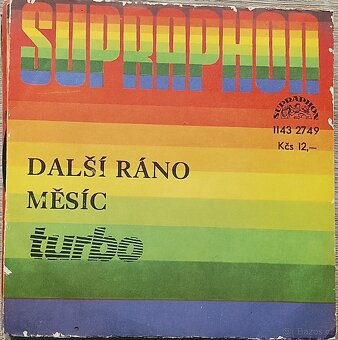 SUPRAPHON
SUPRAPHON
1143 2749
Kčs 12,—
DALŠÍ RÁNO
MĚSÍC
turbo